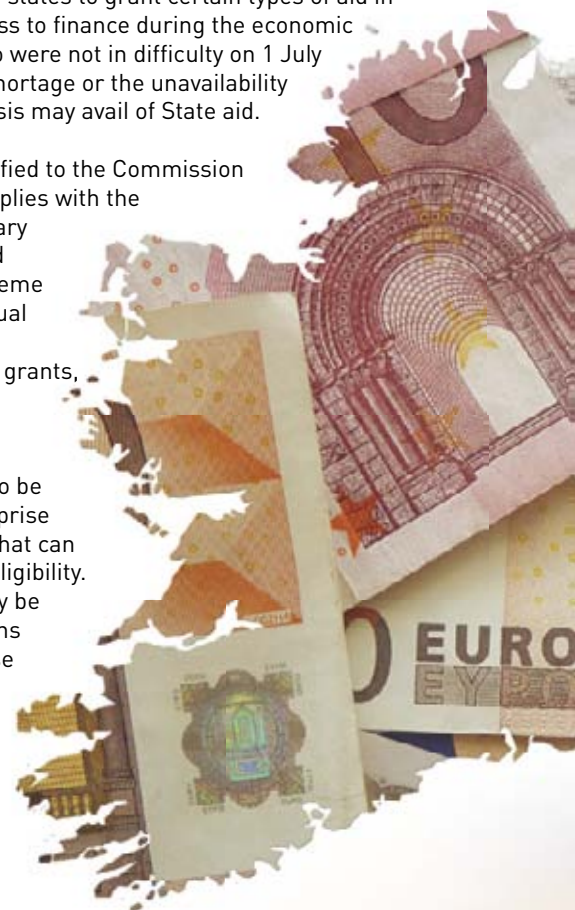 states to grant certain types of aid in
ss to finance during the economic
were not in difficulty on 1 July
ortage or the unavailability
sis may avail of State aid.
fied to the Commission
plies with the
ary
eme
ual
grants,
o be
prise
hat can
ligibility.
y be
ns
e
EURO
EYPΩ